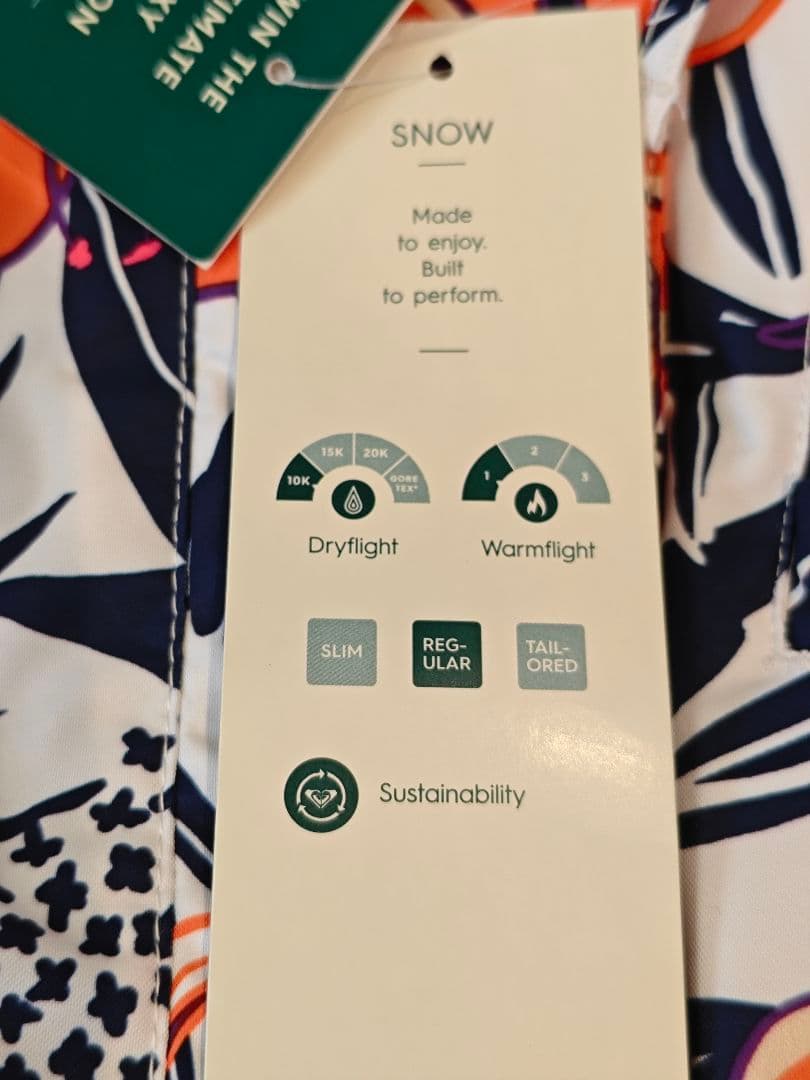 WIN THE
TIMATE
KY
ON
SNOW
Made
to enjoy.
Built
to perform.
10K
15K
20K
GORE
TEX®
Dryflight
1
2
3
Warmflight
SLIM
REG-
ULAR
TAIL-
ORED
Sustainability